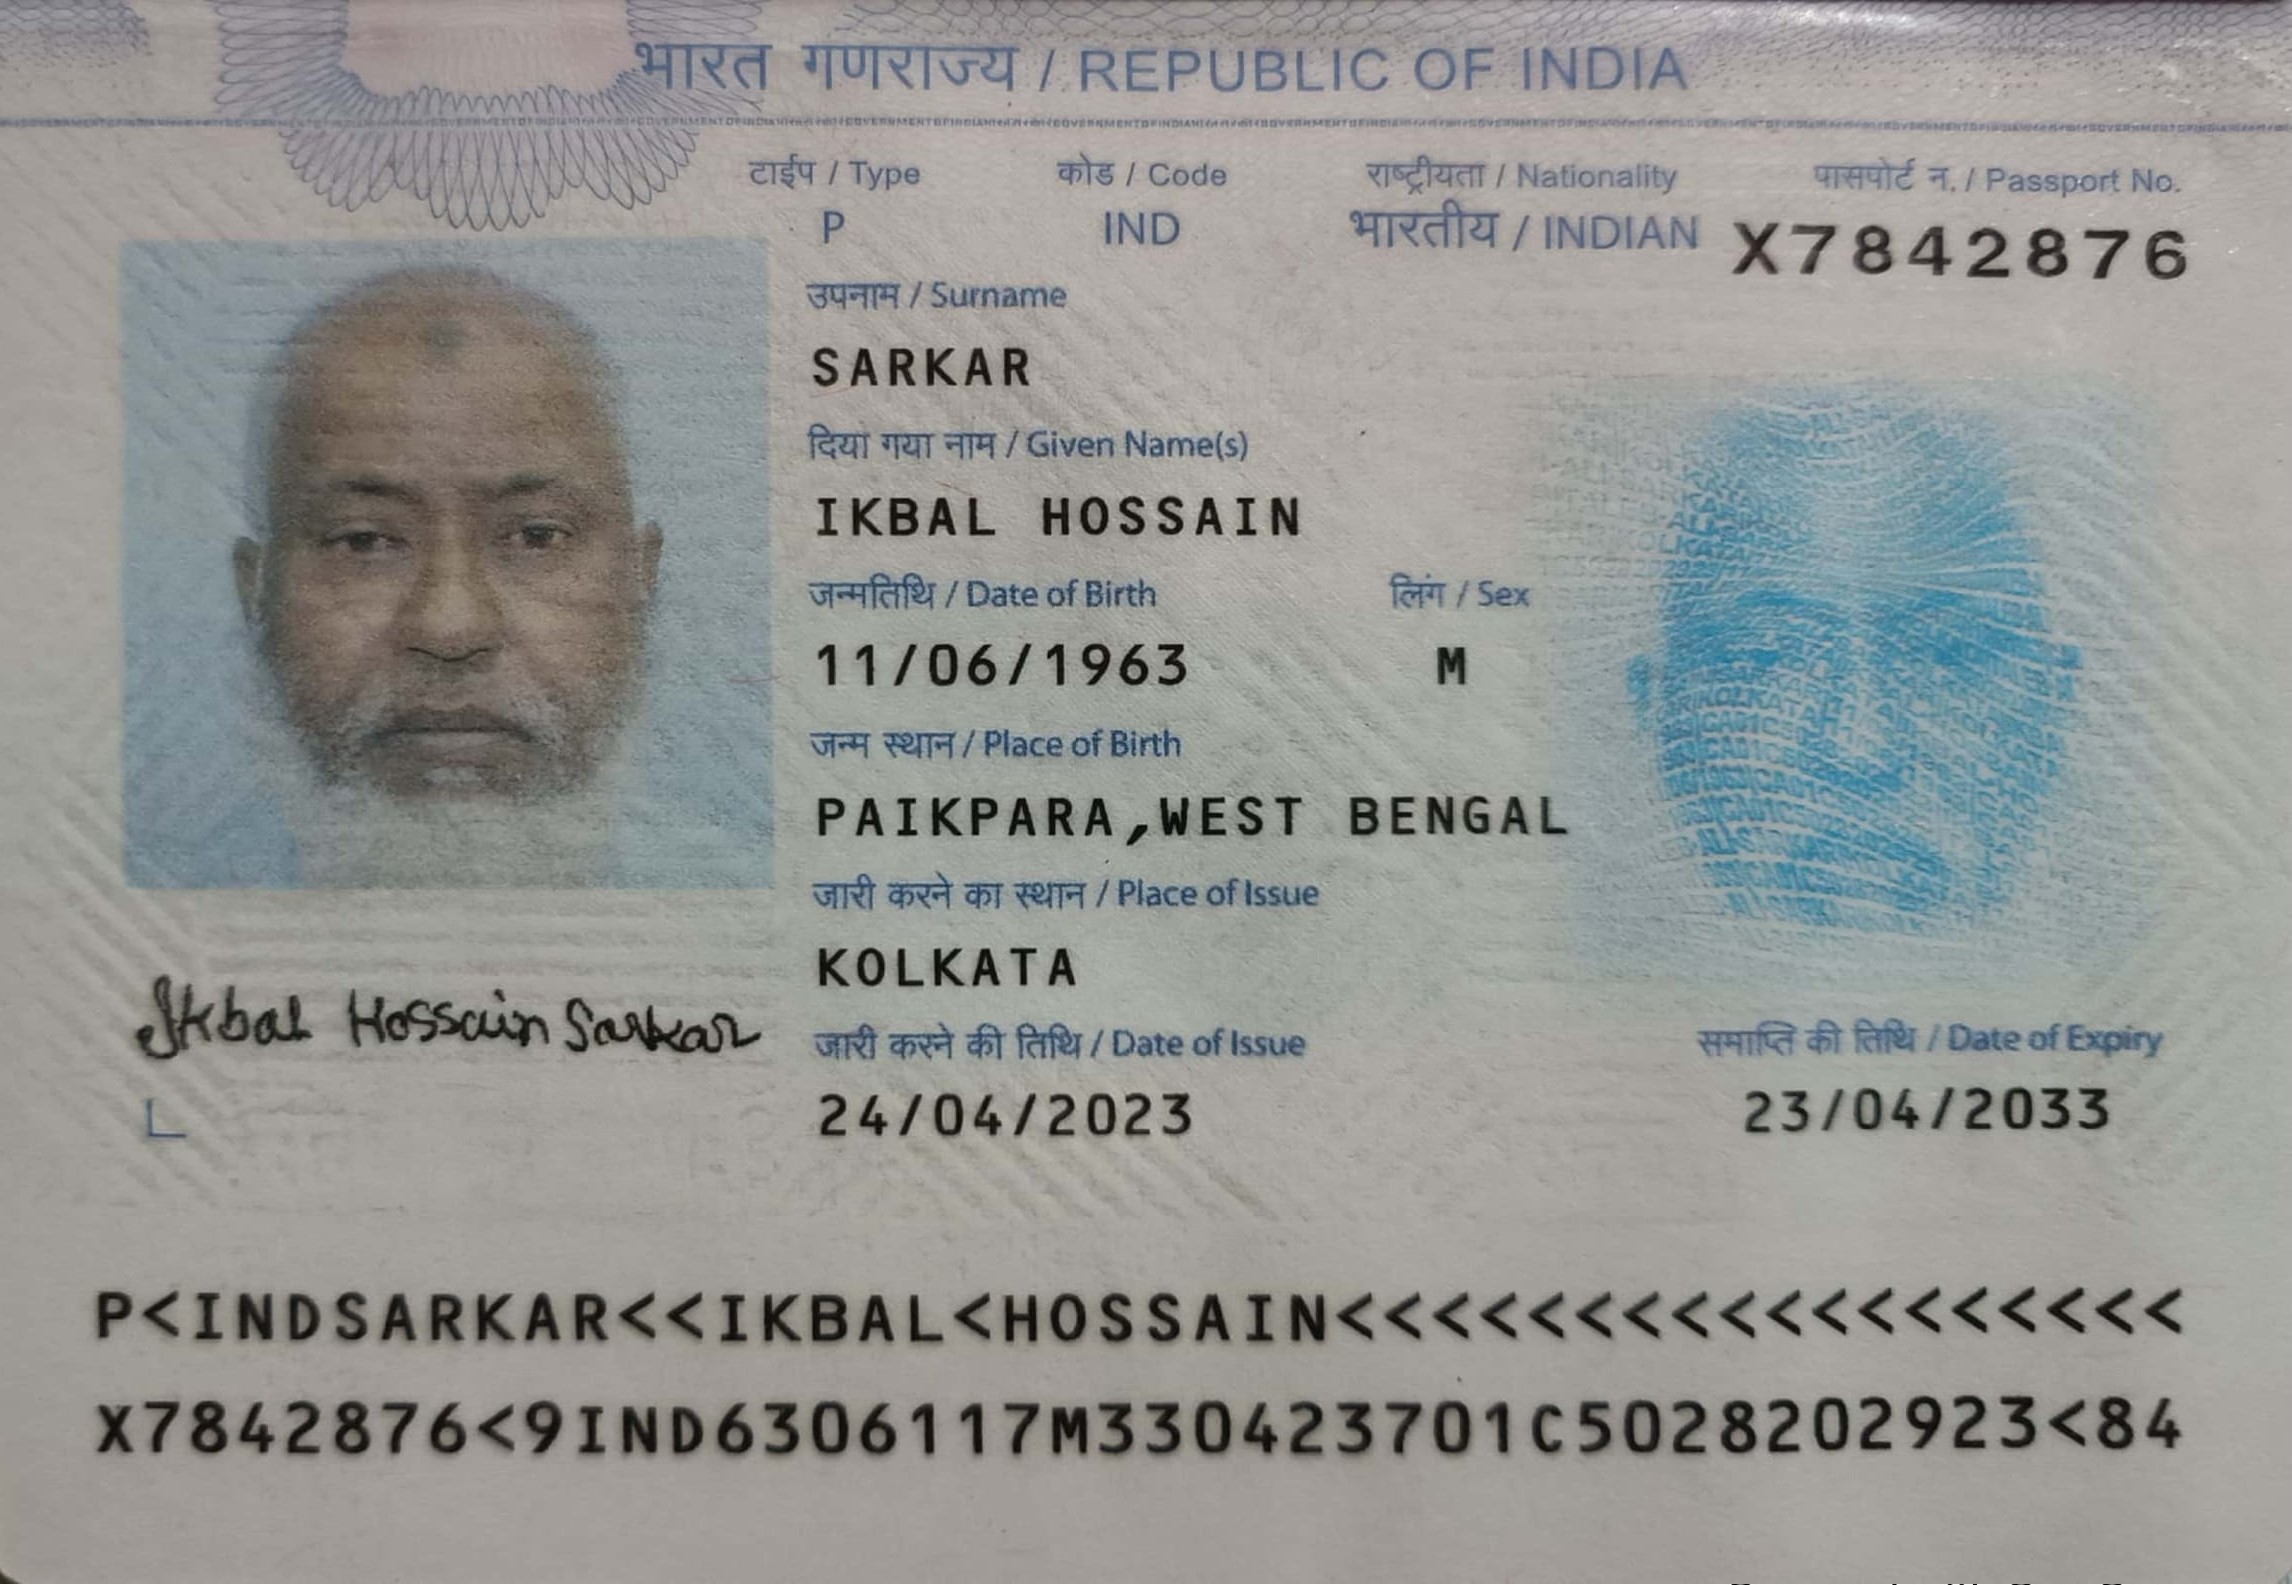 भारत गणराज्य / REPUBLIC OF INDIA
टाईप / Type कोड / Code राष्ट्रीयता / Nationality पासपोर्ट न. / Passport No.
P IND भारतीय / INDIAN X7842876
उपनाम / Surname
SARKAR
दिया गया नाम / Given Name(s)
IKBAL HOSSAIN
जन्मतिथि / Date of Birth लिंग / Sex
11/06/1963 M
जन्म स्थान / Place of Birth
PAIKPARA,WEST BENGAL
जारी करने का स्थान / Place of Issue
KOLKATA
Ikbal Hossain Sarkar
जारी करने की तिथि / Date of Issue समाप्ति की तिथि / Date of Expiry
L
24/04/2023 23/04/2033
P<INDSARKAR<<IKBAL<HOSSAIN<<<<<<<<<<<<<<<<<<
X7842876<9IND6306117M330423701C5028202923<84